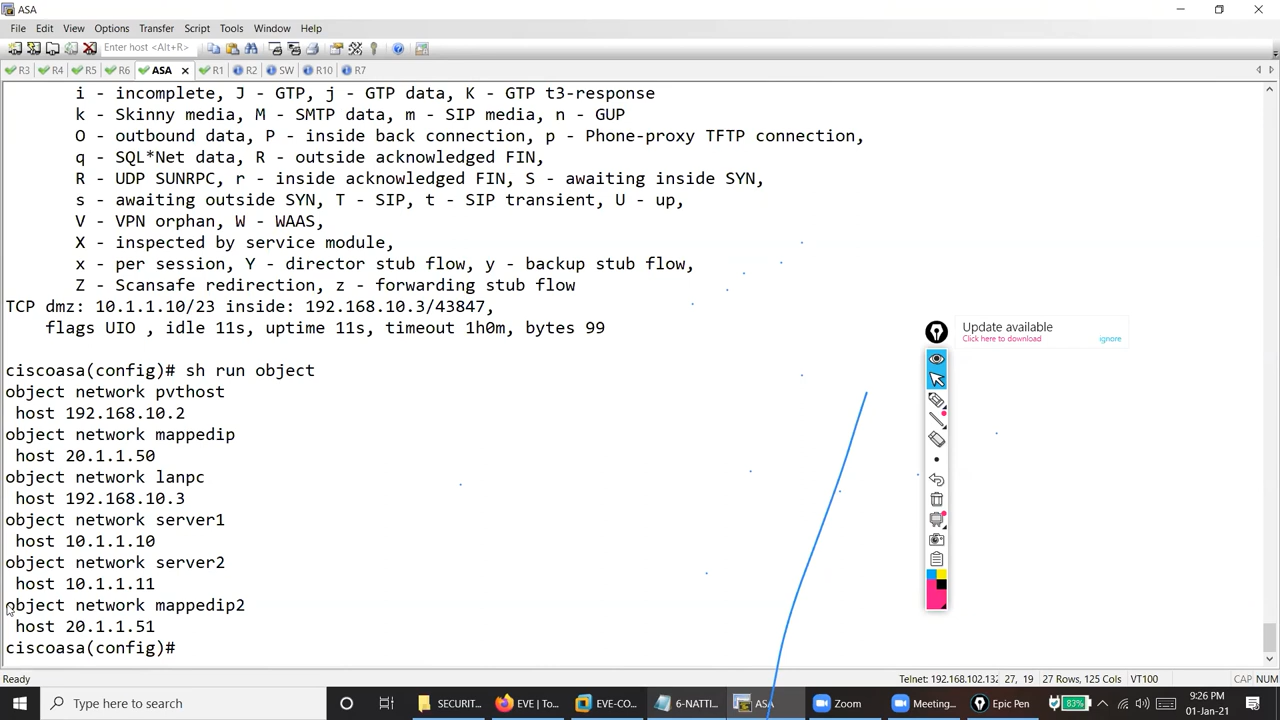 ASA
File Edit View Options Transfer Script Tools Window Help
Enter host <Alt+R>
R3 R4 R5 R6 ASA R1 R2 SW R10 R7
i - incomplete, J - GTP, j - GTP data, K - GTP t3-response
k - Skinny media, M - SMTP data, m - SIP media, n - GUP
O - outbound data, P - inside back connection, p - Phone-proxy TFTP connection,
q - SQL*Net data, R - outside acknowledged FIN,
R - UDP SUNRPC, r - inside acknowledged FIN, S - awaiting inside SYN,
s - awaiting outside SYN, T - SIP, t - SIP transient, U - up,
V - VPN orphan, W - WAAS,
X - inspected by service module,
x - per session, Y - director stub flow, y - backup stub flow,
Z - Scansafe redirection, z - forwarding stub flow
TCP dmz: 10.1.1.10/23 inside: 192.168.10.3/43847,
flags UIO , idle 11s, uptime 11s, timeout 1h0m, bytes 99
ciscoasa(config)# sh run object
object network pvthost
host 192.168.10.2
object network mappedip
host 20.1.1.50
object network lanpc
host 192.168.10.3
object network server1
host 10.1.1.10
object network server2
host 10.1.1.11
object network mappedip2
host 20.1.1.51
ciscoasa(config)#
Update available
Click here to download ignore
Ready Telnet: 192.168.102.132 27, 19 27 Rows, 125 Cols VT100 CAP NUM
Type here to search SECURIT... EVE | To... EVE-CO... 6-NATTI... ASA Zoom Meeting... Epic Pen 83% 9:26 PM
01-Jan-21